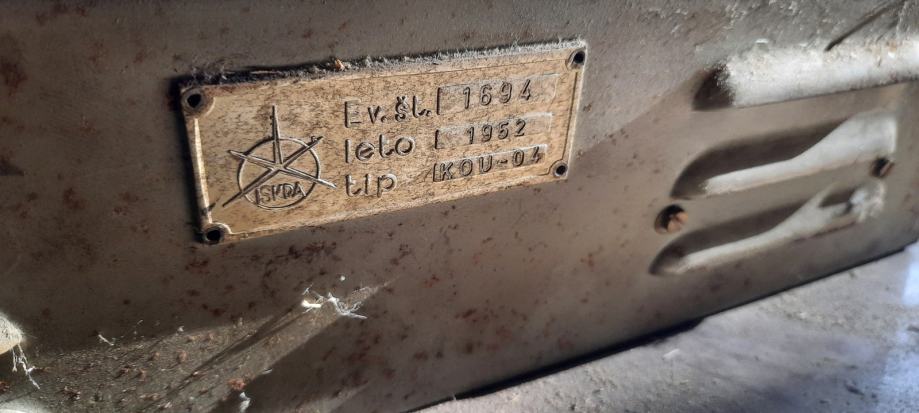 ISKRA
Ev. št. 1694
leto 1952
tip KOU-04